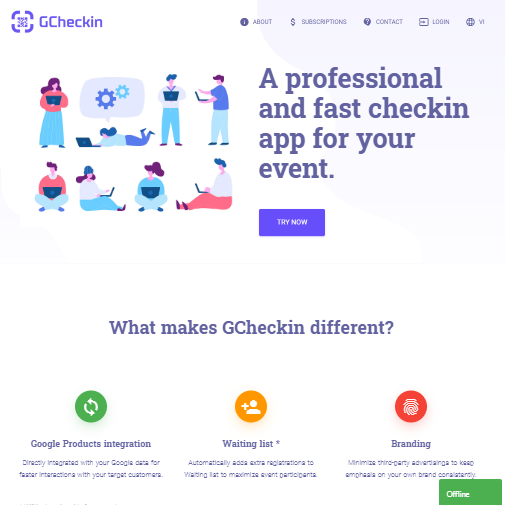 GCheckin
ABOUT
SUBSCRIPTIONS
CONTACT
LOGIN
VI
A professional
and fast checkin
app for your
event.
TRY NOW
What makes GCheckin different?
Google Products integration
Directly integrated with your Google data for
faster interactions with your target customers.
Waiting list *
Automatically adds extra registrations to
Waiting list to maximize event participants.
Branding
Minimize third-party advertisings to keep
emphasis on your own brand consistently.
Offline